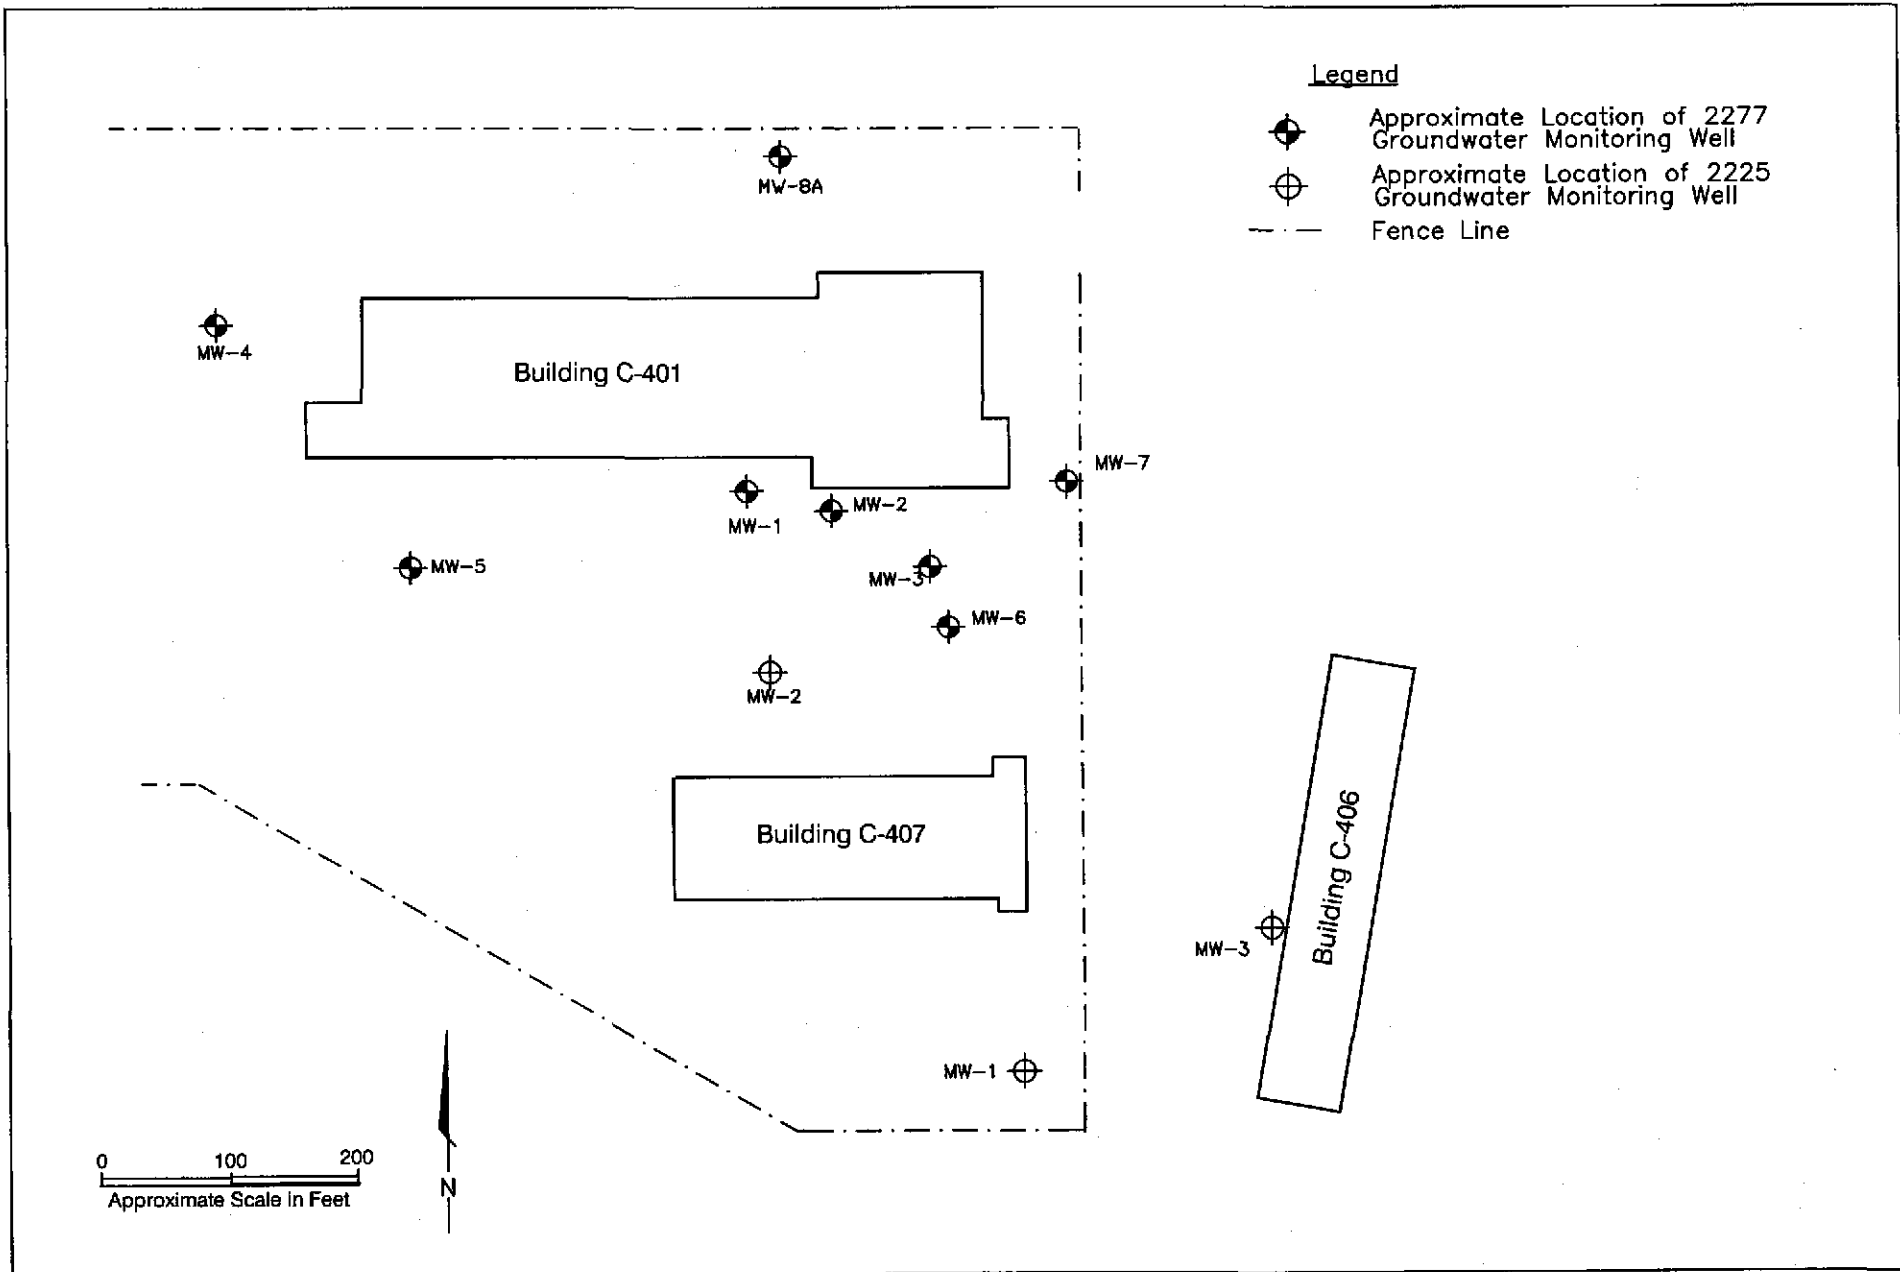 Legend
Approximate Location of 2277
Groundwater Monitoring Well
Approximate Location of 2225
Groundwater Monitoring Well
Fence Line
MW-8A
MW-4
Building C-401
MW-7
MW-1
MW-2
MW-5
MW-3
MW-6
MW-2
Building C-407
Building C-406
MW-3
MW-1
0 100 200
Approximate Scale in Feet
N